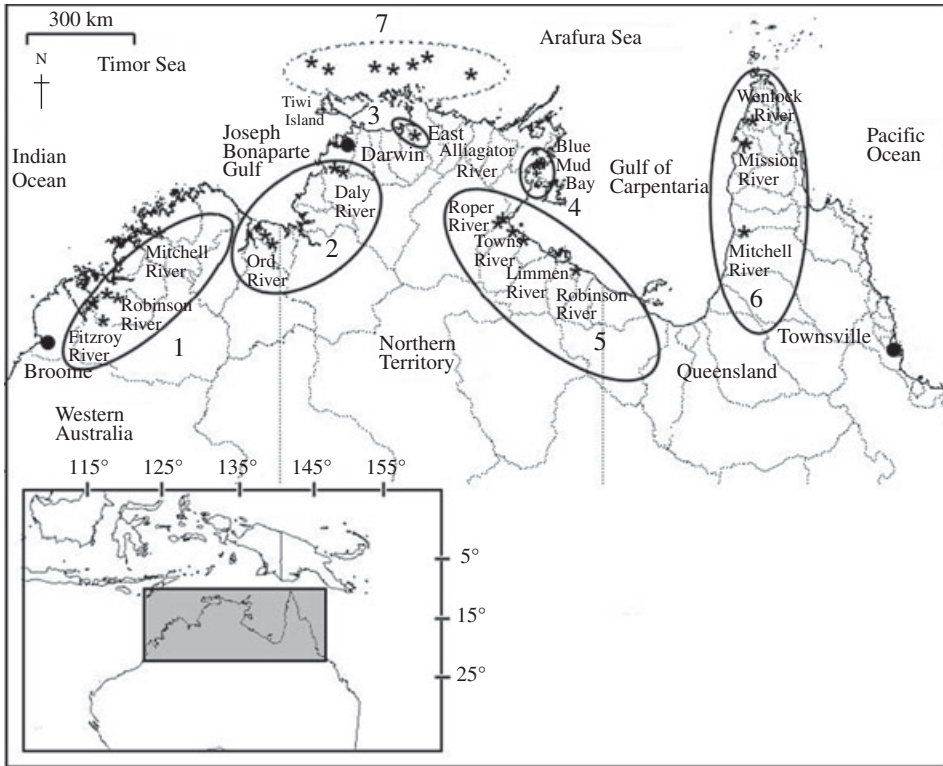 300 km
7
N
Timor Sea
Arafura Sea
Tiwi
Island
3
East
Alliagator
River
Joseph
Bonaparte
Gulf
Darwin
Blue
Mud
Bay
4
Indian
Ocean
Gulf of
Carpentaria
Wenlock
River
Mission
River
Pacific
Ocean
Daly
River
2
Ord
River
Roper
River
Towns
River
Limmen
River
Robinson
River
5
Mitchell
River
6
Mitchell
River
Robinson
River
Fitzroy
River
1
Broome
Northern
Territory
Queensland
Townsville
Western
Australia
115° 125° 135° 145° 155°
5°
15°
25°